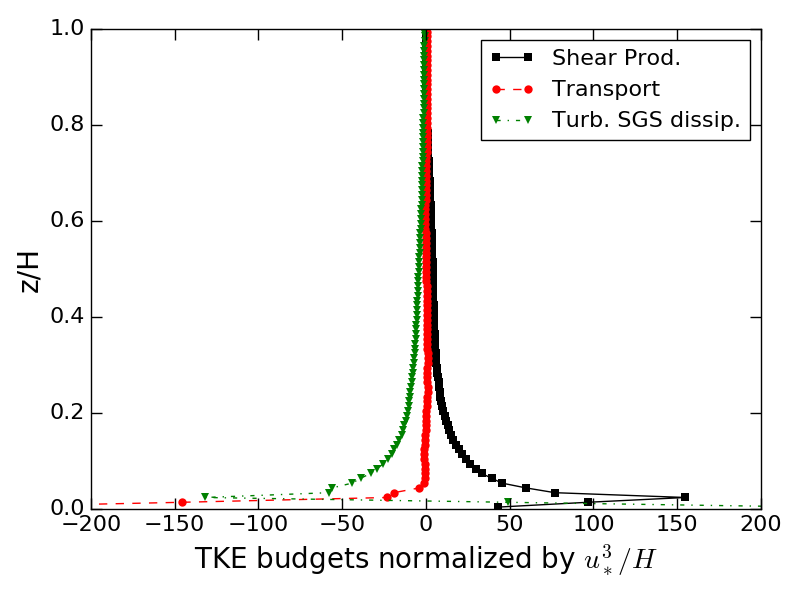 1.0
0.8
0.6
0.4
0.2
0.0
z/H
Shear Prod.
Transport
Turb. SGS dissip.
−200 −150 −100 −50 0 50 100 150 200
TKE budgets normalized by $u_*^3/H$